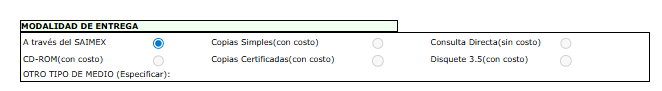 MODALIDAD DE ENTREGA
A través del SAIMEX Copias Simples(con costo) Consulta Directa(sin costo)
CD-ROM(con costo) Copias Certificadas(con costo) Disquete 3.5(con costo)
OTRO TIPO DE MEDIO (Especificar):